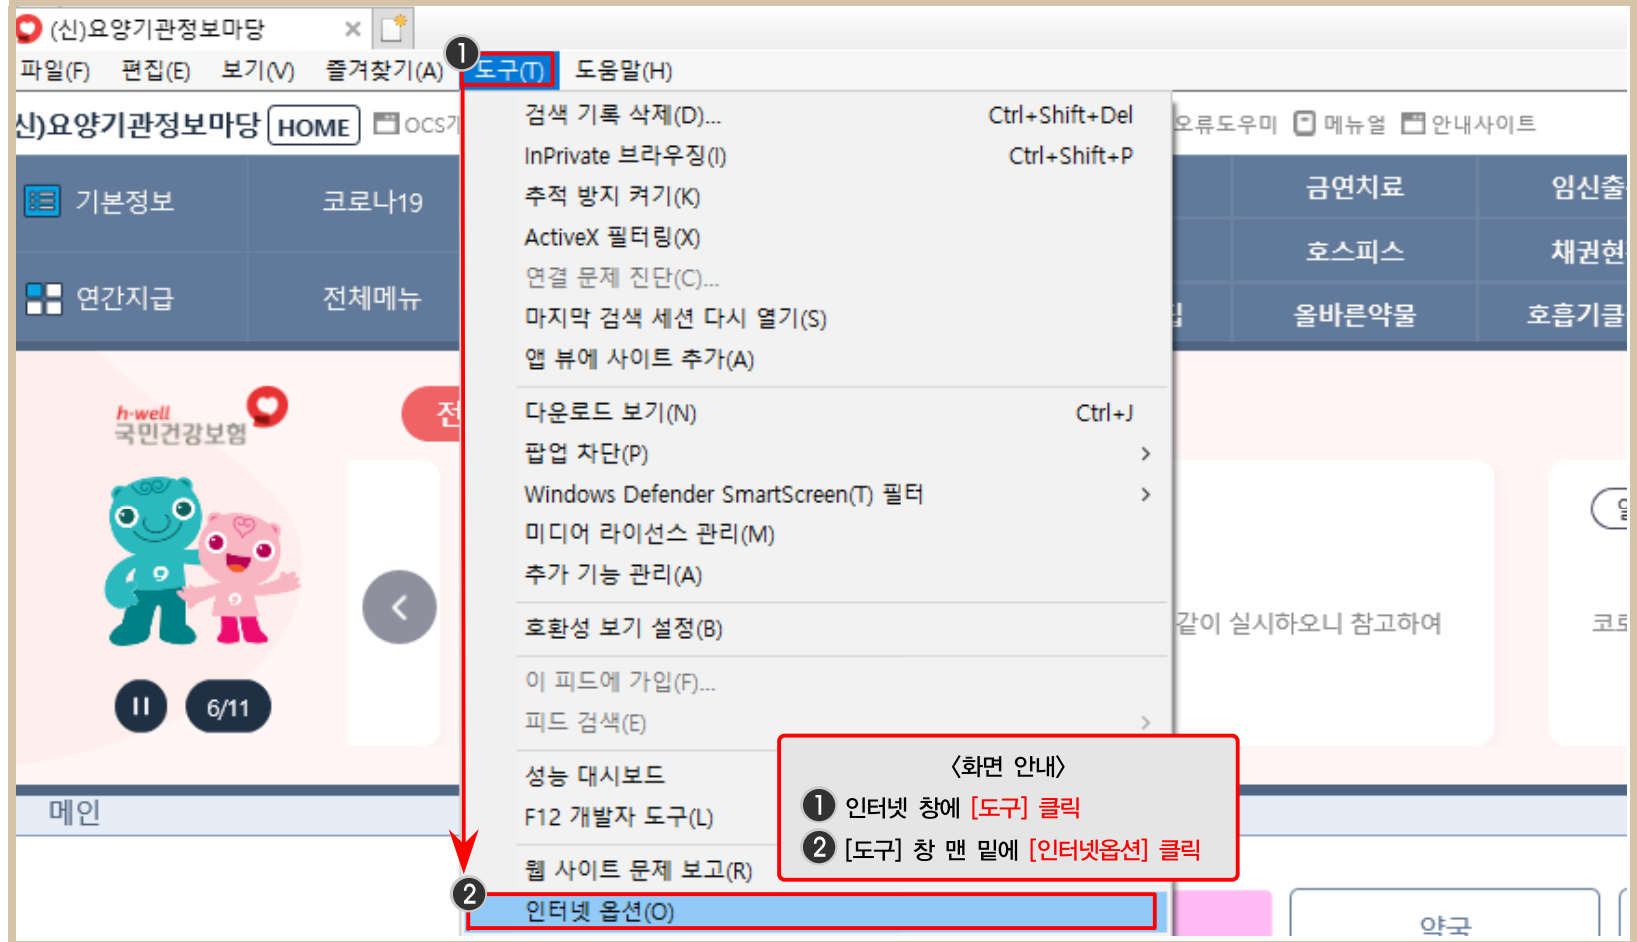 (신)요양기관정보마당
❶
파일(F) 편집(E) 보기(V) 즐겨찾기(A) 도구(T) 도움말(H)
신)요양기관정보마당 HOME OCS
오류도우미 메뉴얼 안내사이트
검색 기록 삭제(D)... Ctrl+Shift+Del
InPrivate 브라우징(I) Ctrl+Shift+P
추적 방지 켜기(K)
ActiveX 필터링(X)
연결 문제 진단(C)...
마지막 검색 세션 다시 열기(S)
앱 뷰에 사이트 추가(A)
다운로드 보기(N) Ctrl+J
팝업 차단(P)
Windows Defender SmartScreen(T) 필터
미디어 라이선스 관리(M)
추가 기능 관리(A)
호환성 보기 설정(B)
이 피드에 가입(F)...
피드 검색(E)
성능 대시보드
F12 개발자 도구(L)
웹 사이트 문제 보고(R)
❷
인터넷 옵션(O)
기본정보 코로나19
연간지급 전체메뉴
금연치료 임신출
호스피스 채권현
올바른약물 호흡기클
h-well
국민건강보험
전
6/11
같이 실시하오니 참고하여
코로
메인
<화면 안내>
❶ 인터넷 창에 [도구] 클릭
❷ [도구] 창 맨 밑에 [인터넷옵션] 클릭
약국